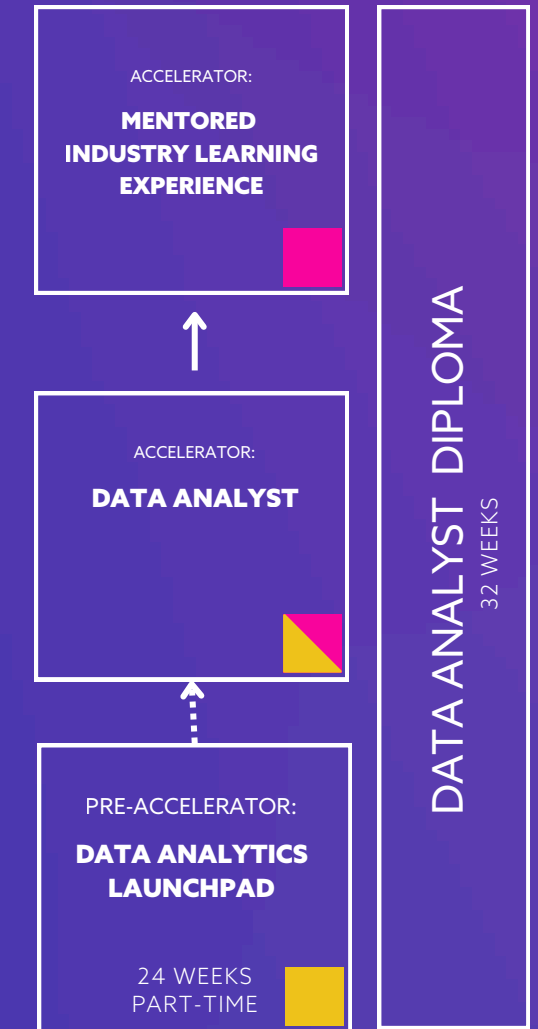 ACCELERATOR:
MENTORED
INDUSTRY LEARNING
EXPERIENCE
ACCELERATOR:
DATA ANALYST
PRE-ACCELERATOR:
DATA ANALYTICS
LAUNCHPAD
24 WEEKS
PART-TIME
DATA ANALYST DIPLOMA
32 WEEKS